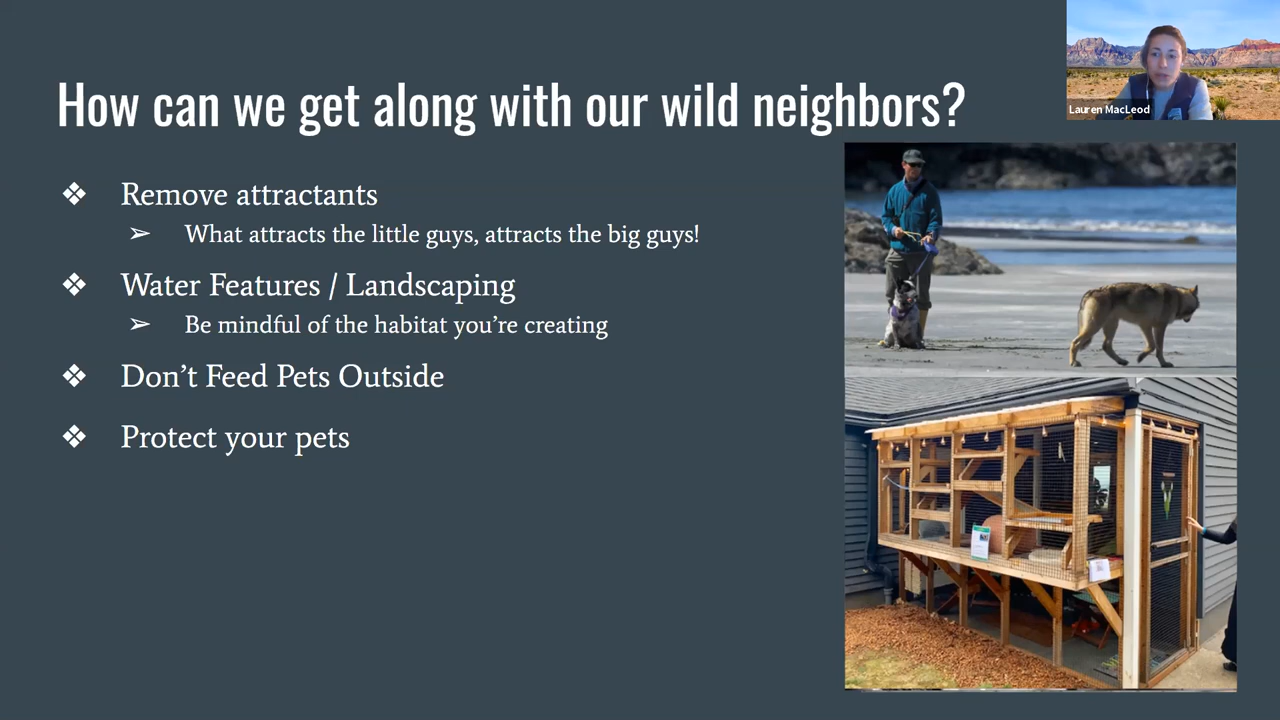 How can we get along with our wild neighbors?
Lauren MacLeod
❖ Remove attractants
➢ What attracts the little guys, attracts the big guys!
❖ Water Features / Landscaping
➢ Be mindful of the habitat you’re creating
❖ Don’t Feed Pets Outside
❖ Protect your pets